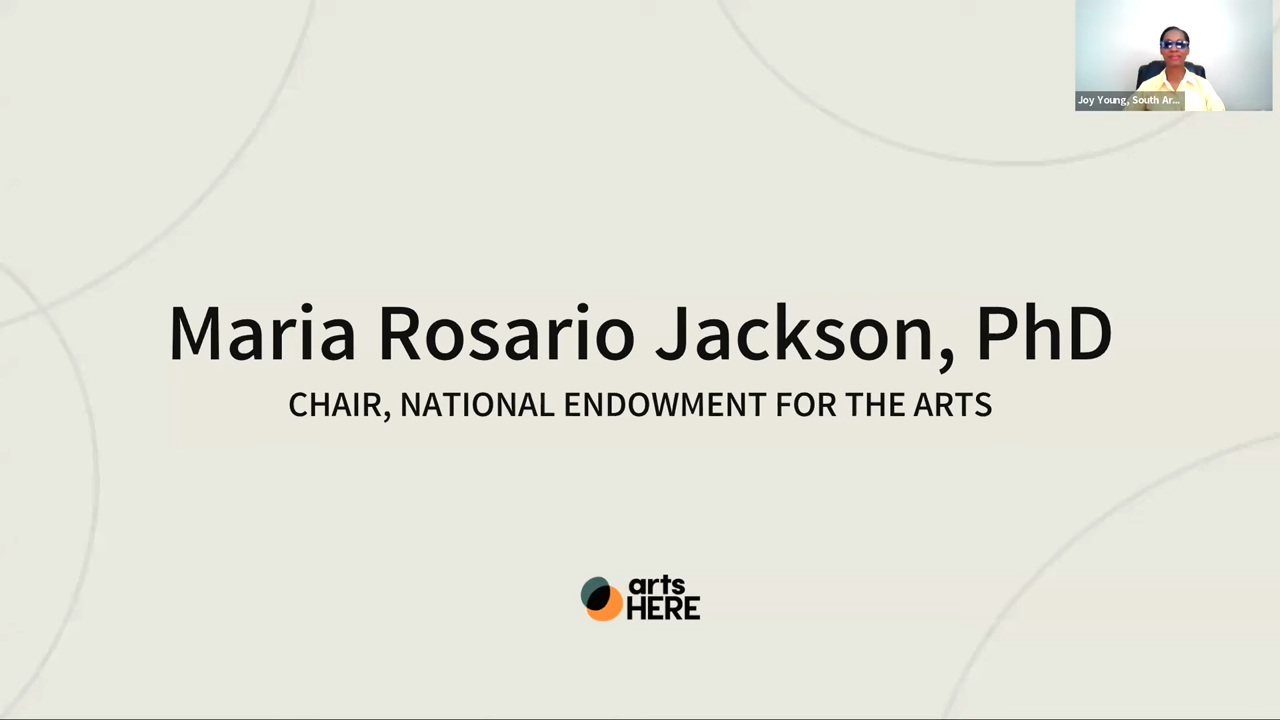 Joy Young, South Ar...
Maria Rosario Jackson, PhD
CHAIR, NATIONAL ENDOWMENT FOR THE ARTS
arts
HERE